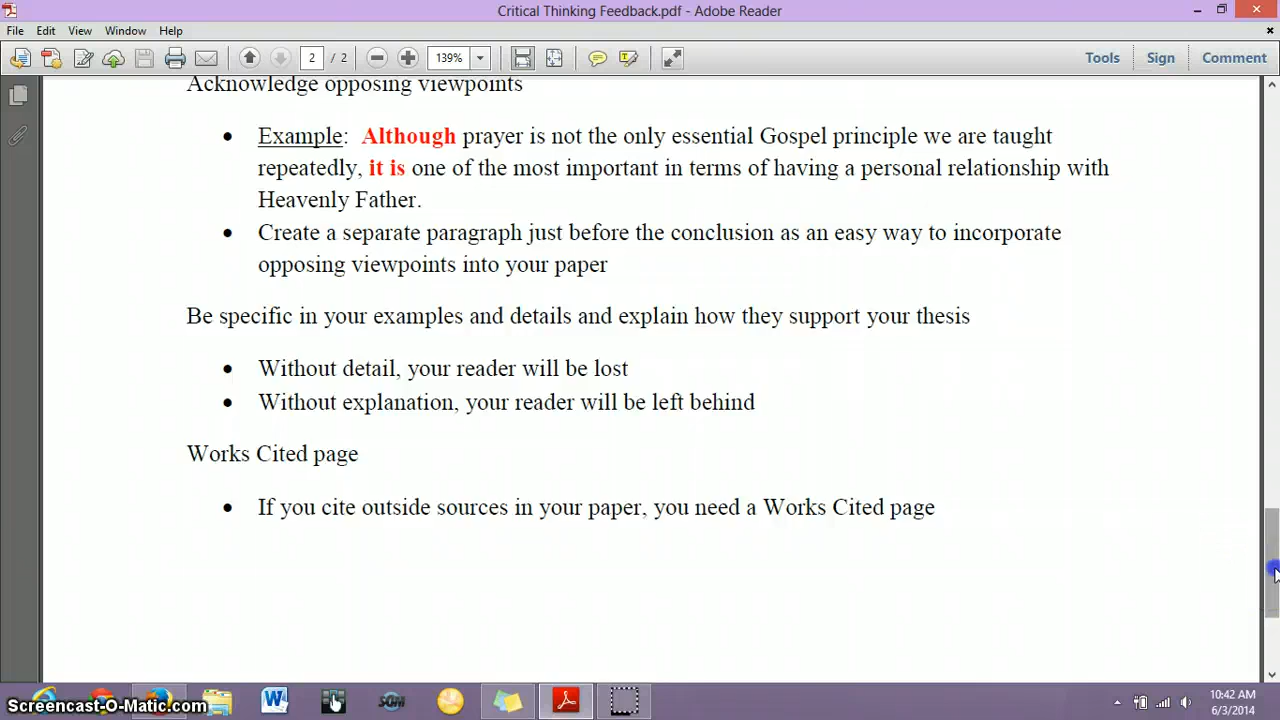 Critical Thinking Feedback.pdf - Adobe Reader
File Edit View Window Help
2 / 2 139% Tools Sign Comment
Acknowledge opposing viewpoints
• Example: Although prayer is not the only essential Gospel principle we are taught
repeatedly, it is one of the most important in terms of having a personal relationship with
Heavenly Father.
• Create a separate paragraph just before the conclusion as an easy way to incorporate
opposing viewpoints into your paper
Be specific in your examples and details and explain how they support your thesis
• Without detail, your reader will be lost
• Without explanation, your reader will be left behind
Works Cited page
• If you cite outside sources in your paper, you need a Works Cited page
SOM
10:42 AM
Screencast-O-Matic.com
6/3/2014